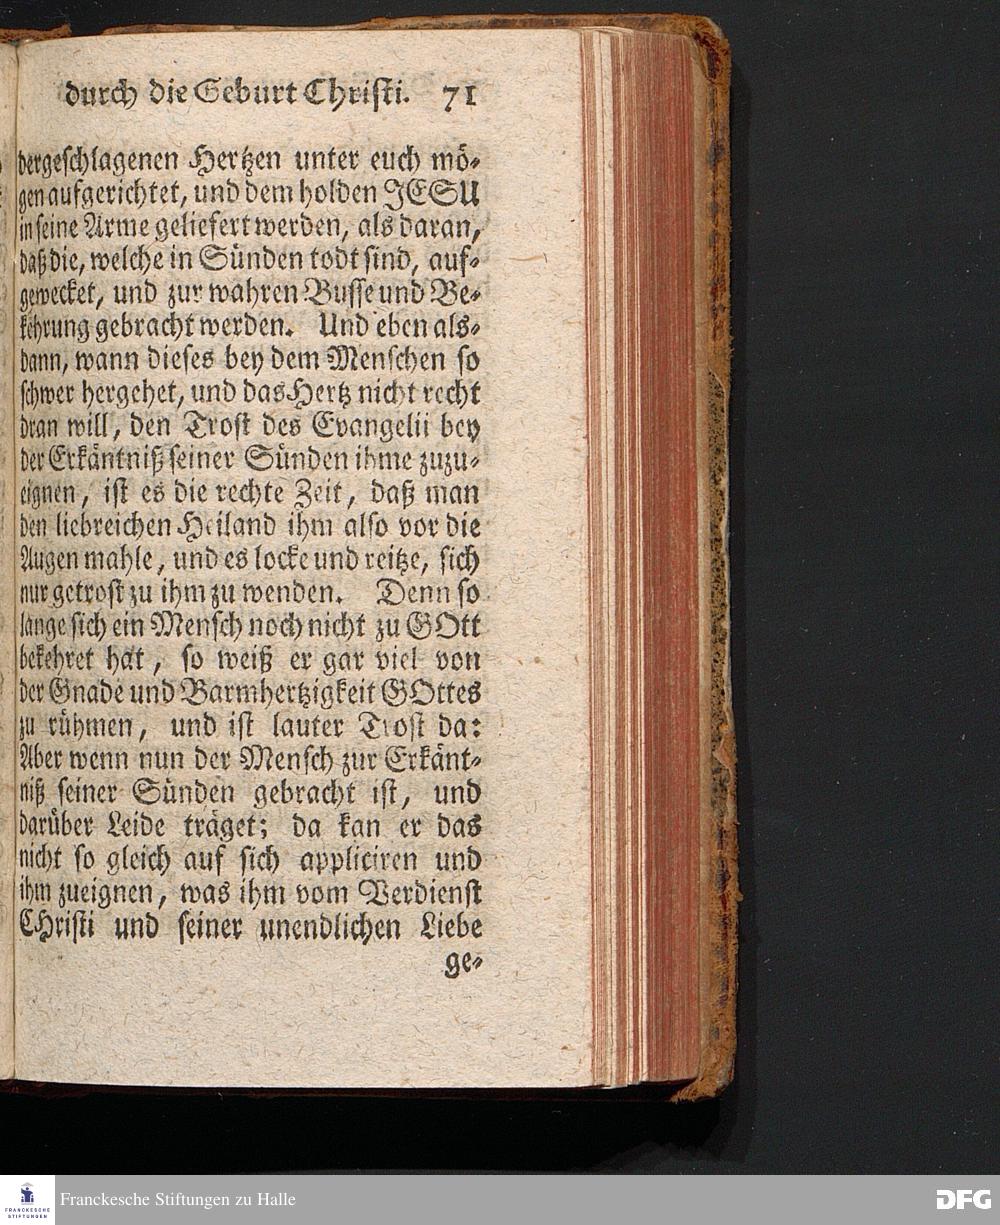 durch die Geburt Christi. 71
dergeschlagenen Hertzen unter euch mö-
gen aufgerichtet, und dem holden JESU
in seine Arme geliefert werden, als daran,
daß die, welche in Sünden todt sind, auf-
gewecket, und zur wahren Busse und Be-
kehrung gebracht werden. Und eben als-
dann, wann dieses bey dem Menschen so
schwer hergehet, und das Hertz nicht recht
dran will, den Trost des Evangelii bey
der Erkäntniß seiner Sünden ihme zuzu-
eignen, ist es die rechte Zeit, daß man
den liebreichen Heiland ihm also vor die
Augen mahle, und es locke und reitze, sich
nur getrost zu ihm zu wenden. Denn so
lange sich ein Mensch noch nicht zu GOtt
bekehret hat, so weiß er gar viel von
der Gnade und Barmhertzigkeit GOttes
zu rühmen, und ist lauter Trost da:
Aber wenn nun der Mensch zur Erkänt-
niß seiner Sünden gebracht ist, und
darüber Leide träget; da kan er das
nicht so gleich auf sich appliciren und
ihm zueignen, was ihm vom Verdienst
CHristi und seiner unendlichen Liebe
ge-
FRANCKESCHE
STIFTUNGEN
Franckesche Stiftungen zu Halle
DFG